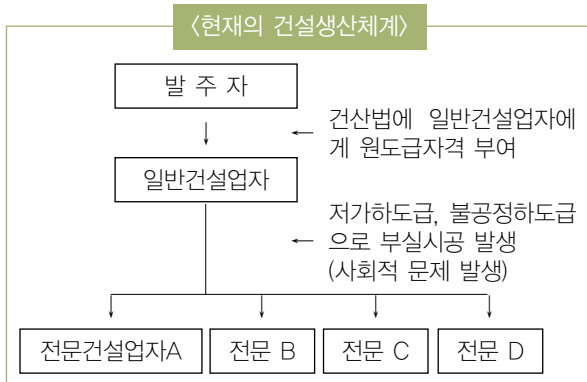 〈현재의 건설생산체계〉
발 주 자
← 건산법에 일반건설업자에
게 원도급자격 부여
일반건설업자
저가하도급, 불공정하도급
← 으로 부실시공 발생
(사회적 문제 발생)
전문건설업자A 전문 B 전문 C 전문 D